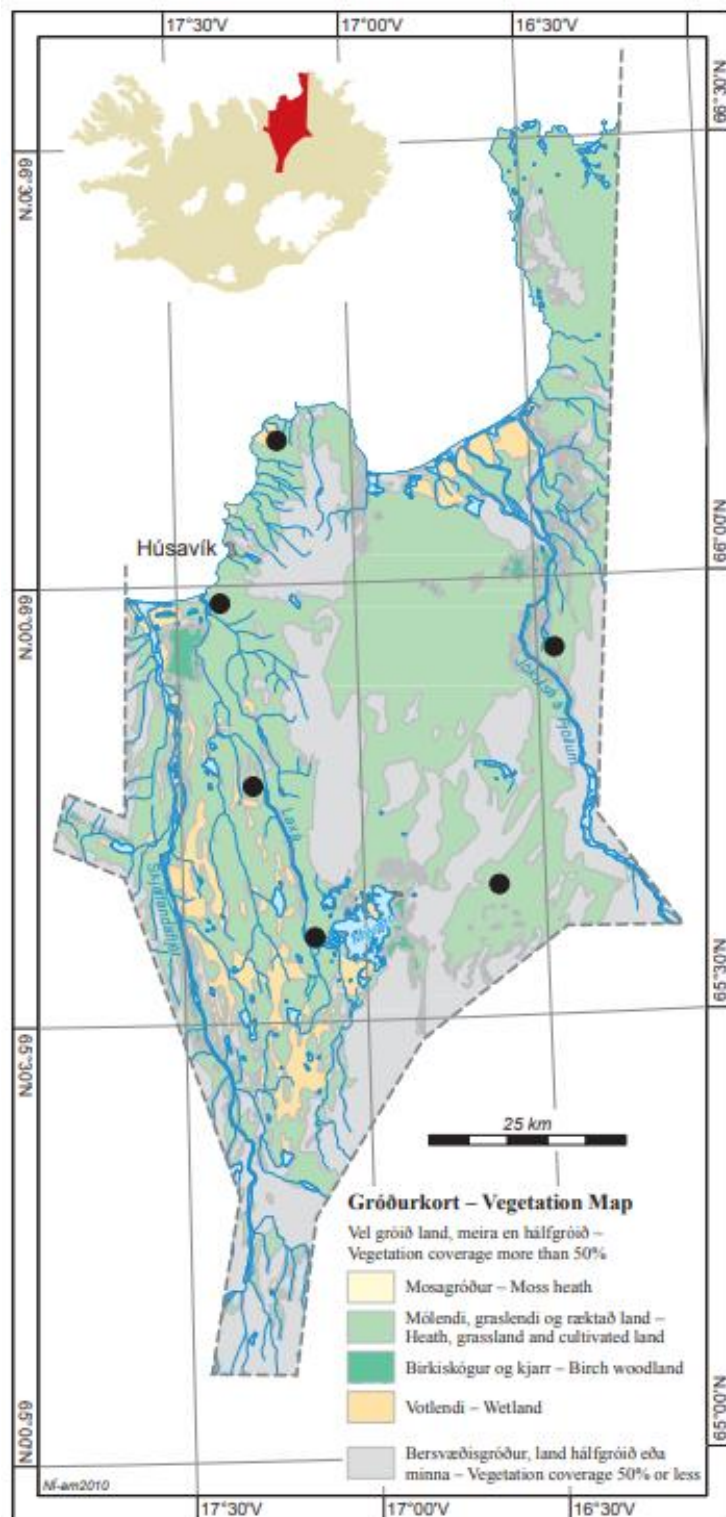 17°30'V
17°00'V
16°30'V
66°30'N
66°30'N
Húsavík
66°00'N
66°00'N
Jökulsá á Fjöllum
Laxá
Skjálfandafljót
65°30'N
65°30'N
25 km
Gróðurkort – Vegetation Map
Vel gróið land, meira en hálfgróið –
Vegetation coverage more than 50%
Mosagróður – Moss heath
Mólendi, graslendi og ræktað land –
Heath, grassland and cultivated land
Birkiskógur og kjarr – Birch woodland
Votlendi – Wetland
Bersvæðisgróður, land hálfgróið eða
minna – Vegetation coverage 50% or less
65°00'N
65°00'N
Ní-am2010
17°30'V
17°00'V
16°30'V